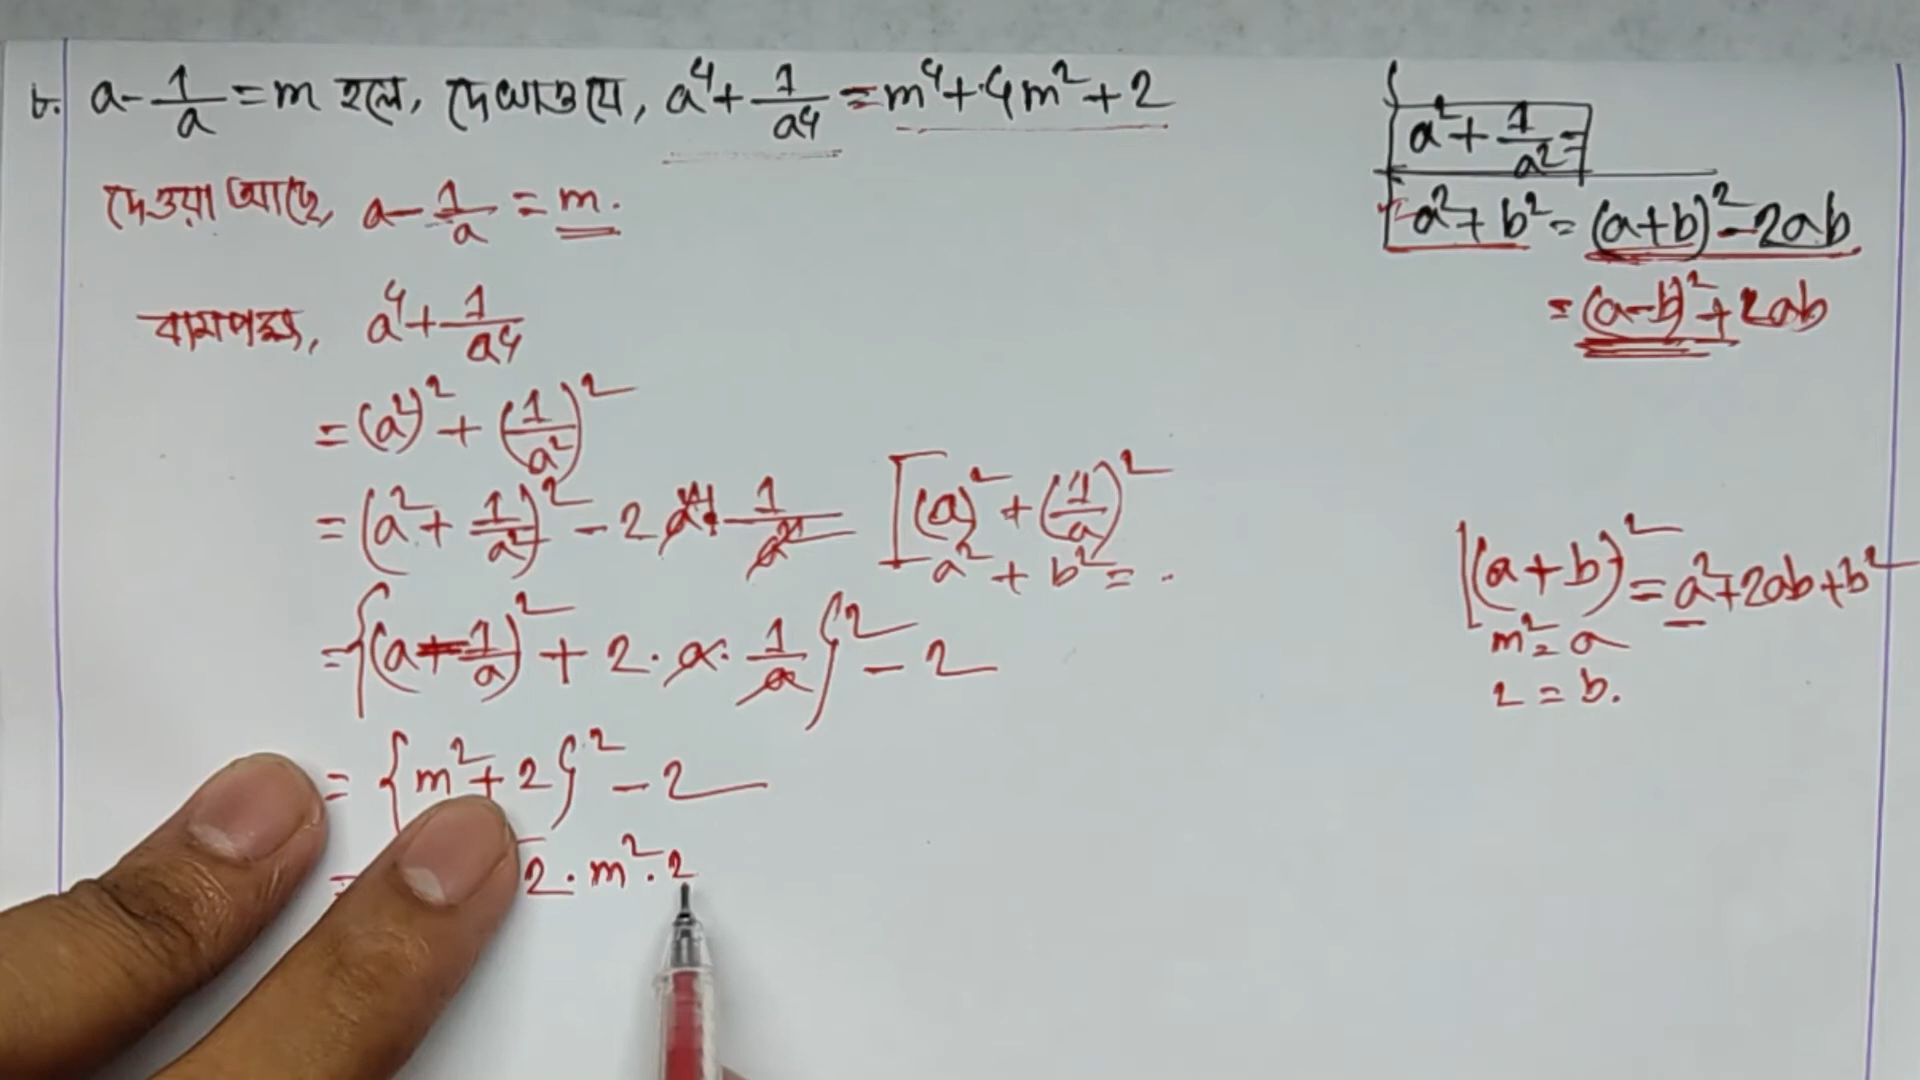 ৮. a - 1/a = m হলে, দেখাও যে, a⁴ + 1/a⁴ = m⁴ + 4m² + 2
দেওয়া আছে, a - 1/a = m.
বামপক্ষ, a⁴ + 1/a⁴
= (a²)² + (1/a²)²
= (a² + 1/a²)² - 2 a² · 1/a² [(a)² + (1/a)²
a² + b² = .
= {(a - 1/a)² + 2 · a · 1/a}² - 2
= {m² + 2}² - 2
= 2 · m² · 2
a² + 1/a² =
a² + b² = (a+b)² - 2ab
= (a-b)² + 2ab
[(a+b)² = a² + 2ab + b²
m² = a
2 = b.